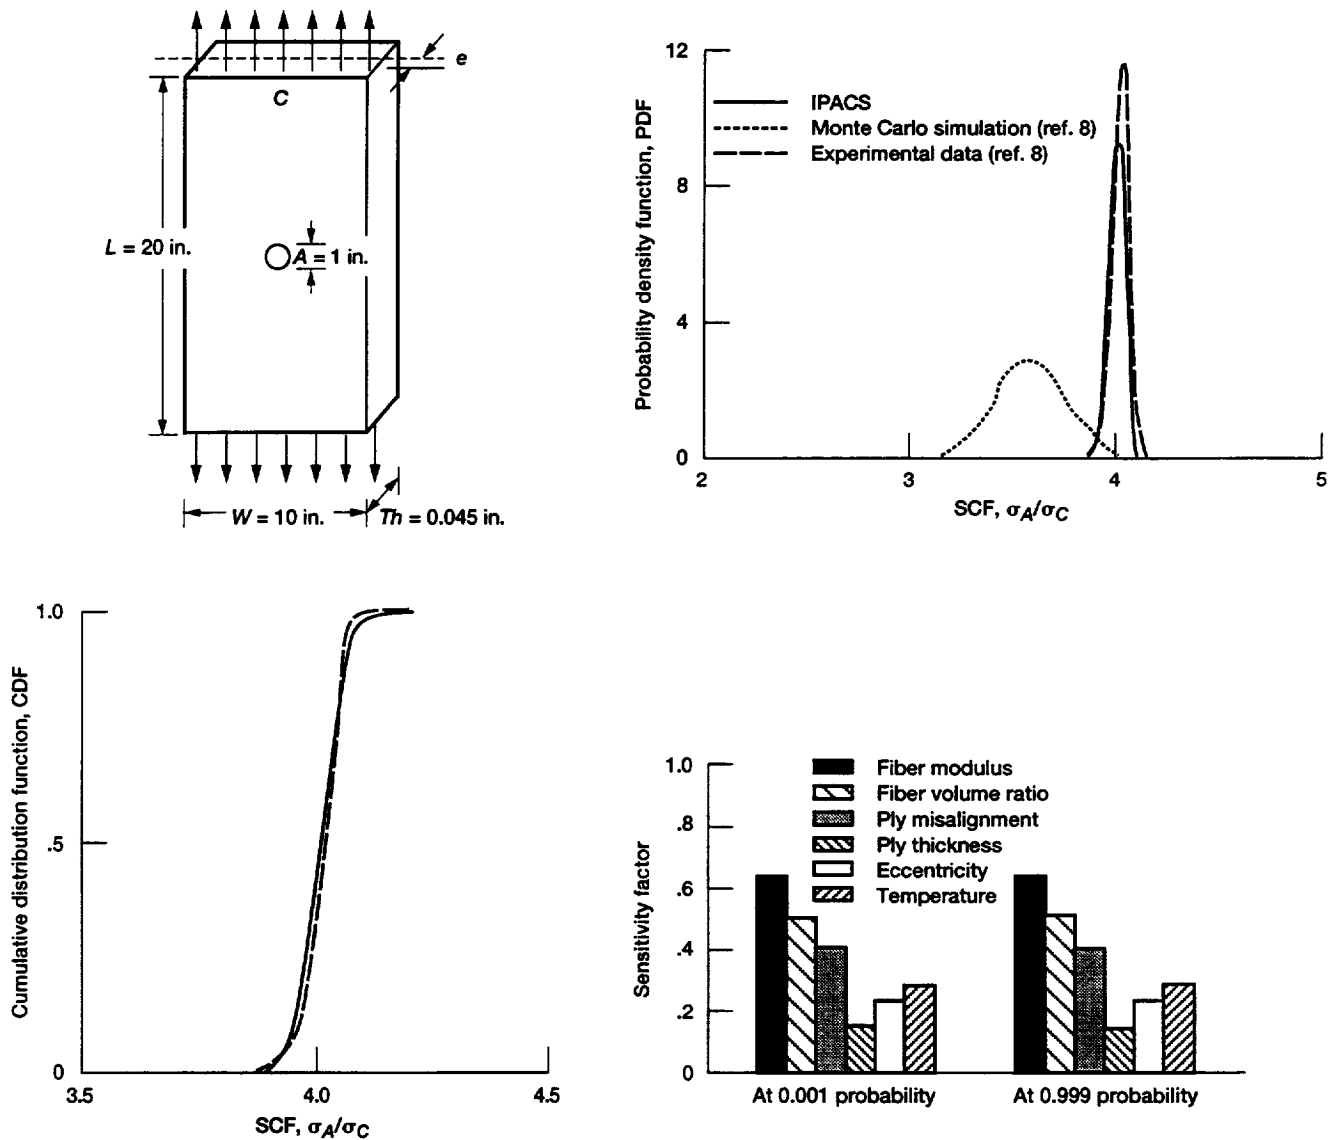 e
C
L = 20 in.
A = 1 in.
W = 10 in.
Th = 0.045 in.
Probability density function, PDF
12
8
4
0
IPACS
Monte Carlo simulation (ref. 8)
Experimental data (ref. 8)
2
3
4
5
SCF, σA/σC
Cumulative distribution function, CDF
1.0
.5
0
3.5
4.0
4.5
SCF, σA/σC
Sensitivity factor
1.0
.8
.6
.4
.2
0
Fiber modulus
Fiber volume ratio
Ply misalignment
Ply thickness
Eccentricity
Temperature
At 0.001 probability
At 0.999 probability